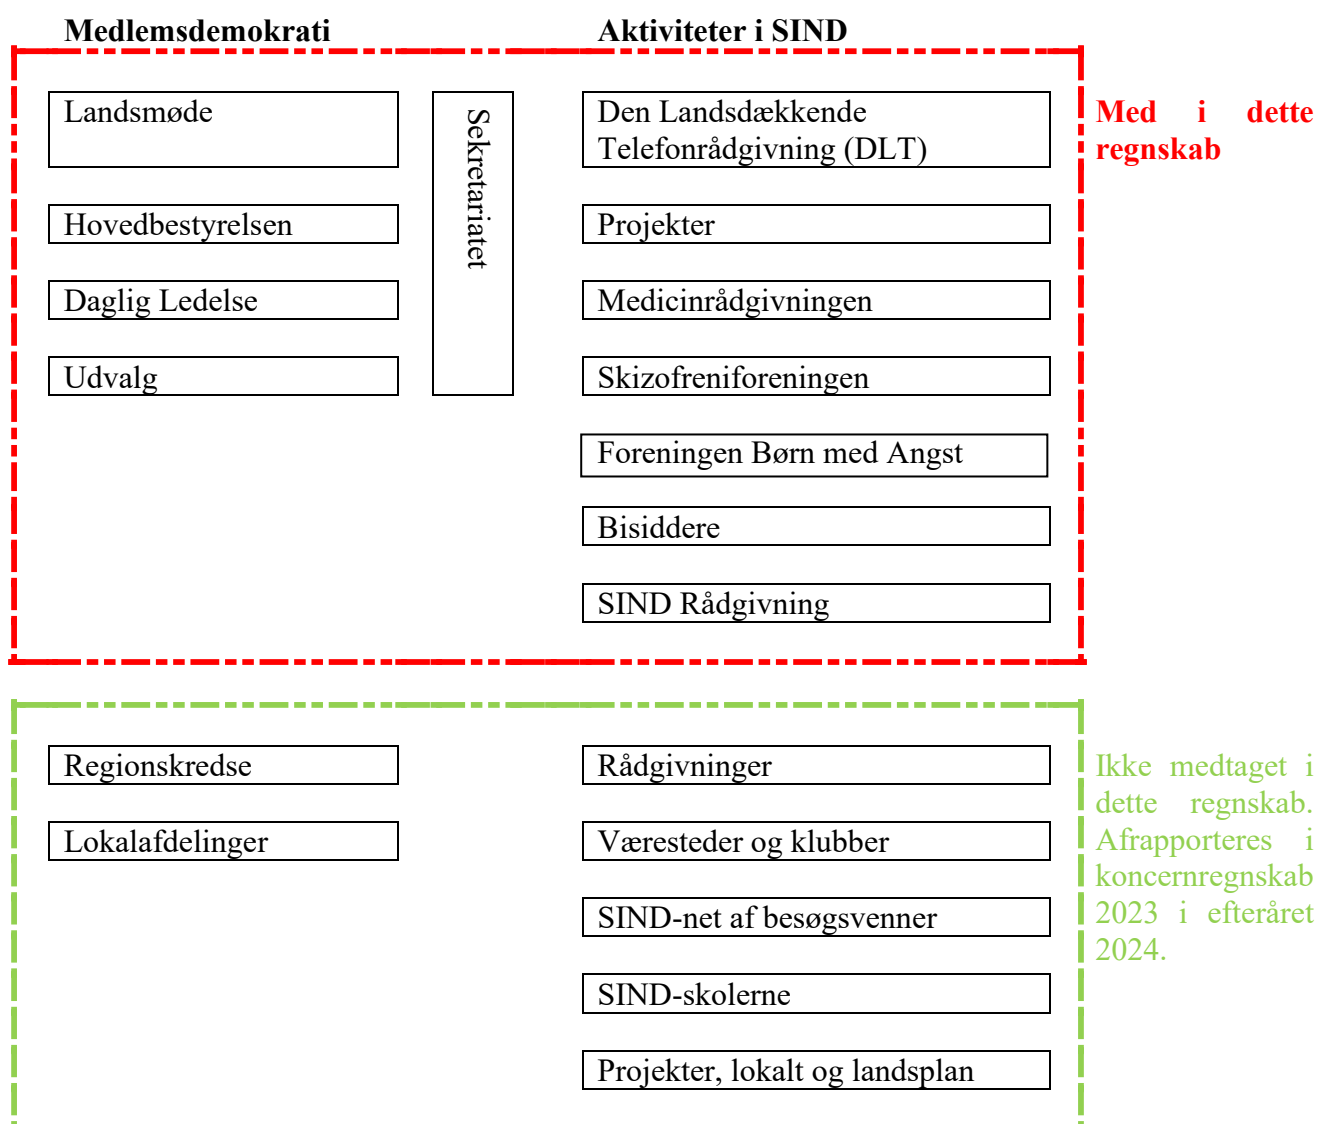 Medlemsdemokrati
Aktiviteter i SIND
Landsmøde
Hovedbestyrelsen
Daglig Ledelse
Udvalg
Sekretariatet
Den Landsdækkende
Telefonrådgivning (DLT)
Projekter
Medicinrådgivningen
Skizofreniforeningen
Foreningen Børn med Angst
Bisiddere
SIND Rådgivning
Med i dette
regnskab
Regionskredse
Lokalafdelinger
Rådgivninger
Væresteder og klubber
SIND-net af besøgsvenner
SIND-skolerne
Projekter, lokalt og landsplan
Ikke medtaget i
dette regnskab.
Afrapporteres i
koncernregnskab
2023 i efteråret
2024.